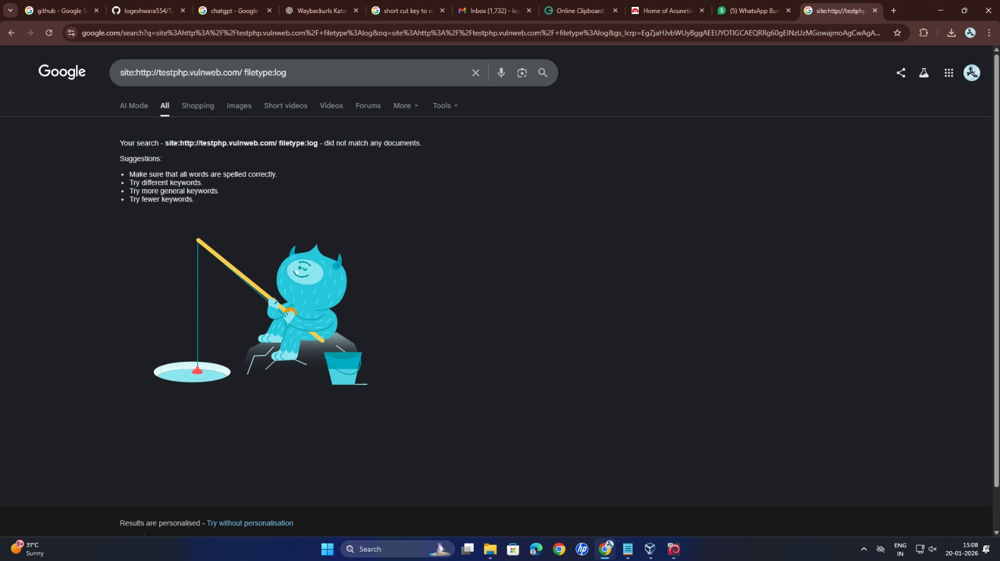 github - Google S
logeshwara554/Ty
chatgpt - Google
Waybackurls Kata
short cut key to e
Inbox (1,732) - lo
Online Clipboard
Home of Acuneti
(5) WhatsApp Bus
site:http://testphp
google.com/search?q=site%3Ahttp%3A%2F%2Ftestphp.vulnweb.com%2F+filetype%3Alog&oq=site%3Ahttp%3A%2F%2Ftestphp.vulnweb.com%2F+filetype%3Alog&gs_lcrp=EgZjaHJvbWUyBggAEEUYOTIGCAEQRRg60gEINzUzMGowajmoAgCwAgA...
Google
site:http://testphp.vulnweb.com/ filetype:log
AI Mode All Shopping Images Short videos Videos Forums More Tools
Your search - site:http://testphp.vulnweb.com/ filetype:log - did not match any documents.
Suggestions:
Make sure that all words are spelled correctly.
Try different keywords.
Try more general keywords.
Try fewer keywords.
Results are personalised - Try without personalisation
9+
31°C
Sunny
Search
hp
ENG
IN
15:08
20-01-2026